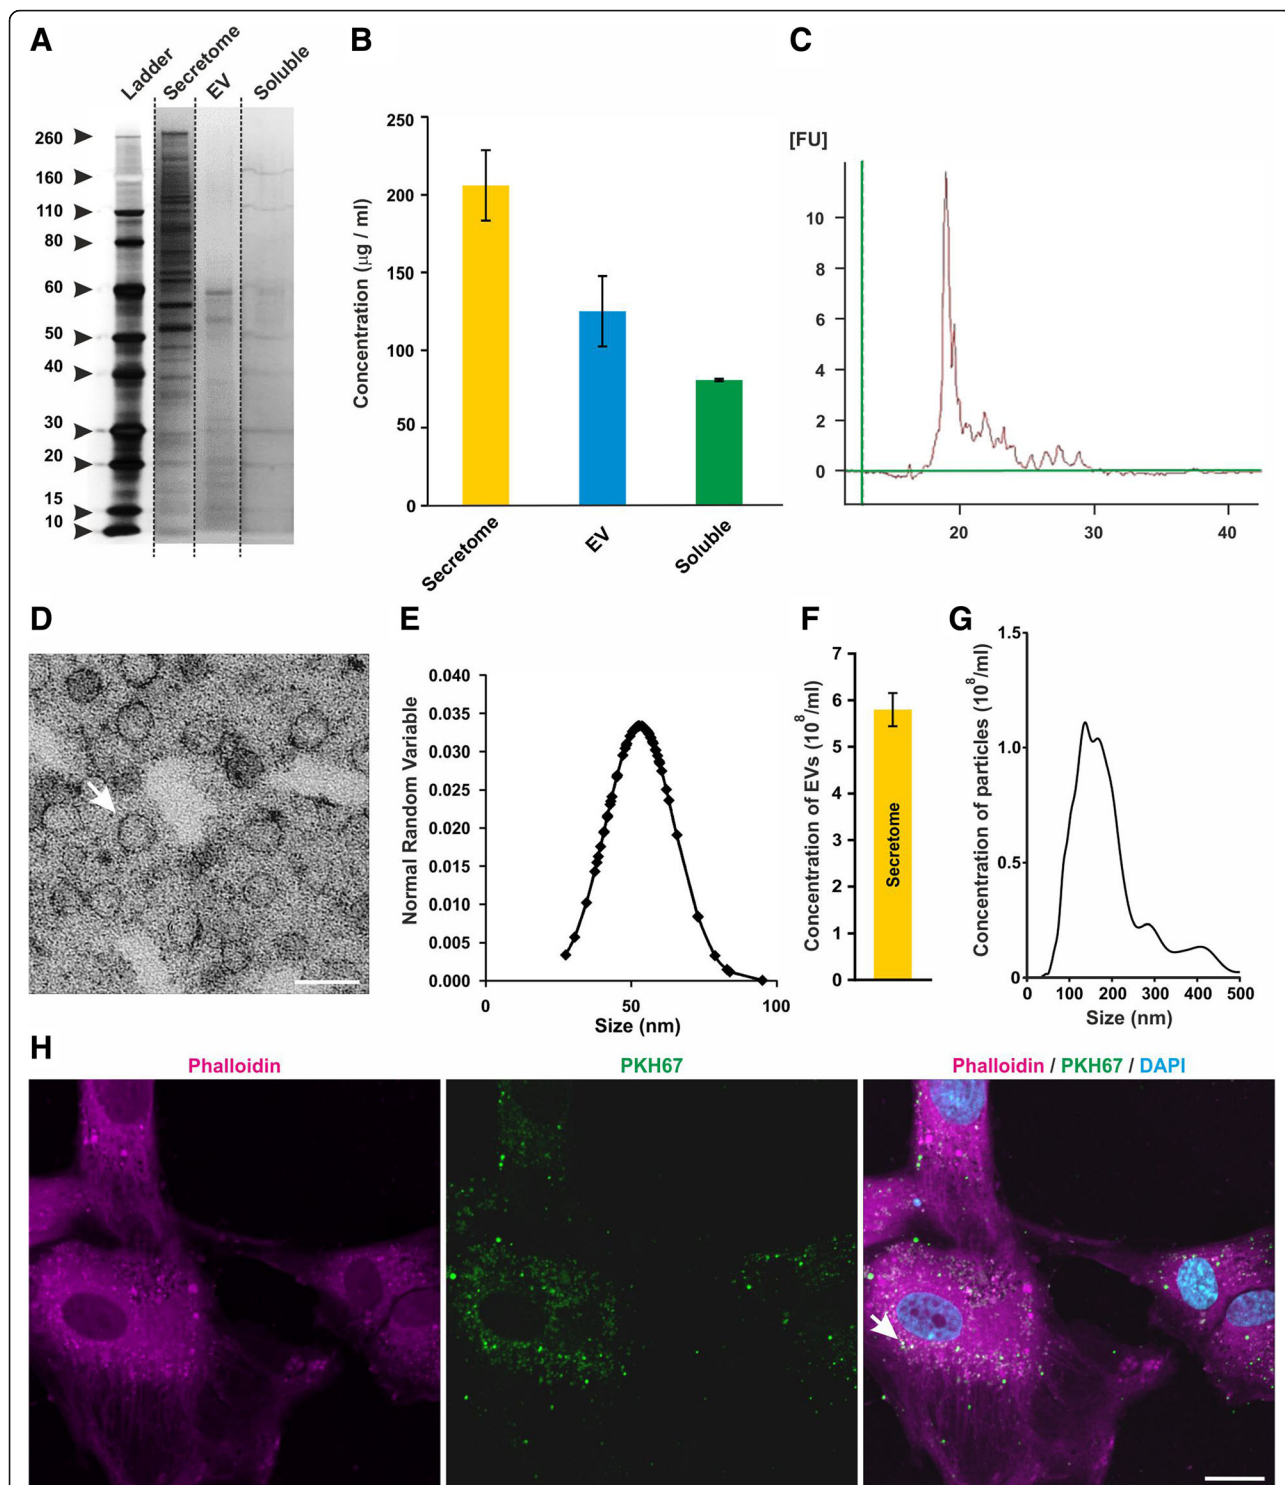 A
Ladder
Secretome
EV
Soluble
260
160
110
80
60
50
40
30
20
15
10
B
Concentration (µg / ml)
250
200
150
100
50
0
Secretome
EV
Soluble
C
[FU]
10
8
6
4
2
0
20
30
40
D
E
Normal Random Variable
0.040
0.035
0.030
0.025
0.020
0.015
0.010
0.005
0.000
0
50
100
Size (nm)
F
Concentration of EVs (10⁸/ml)
7
6
5
4
3
2
1
0
Secretome
G
Concentration of particles (10⁸/ml)
1.5
1.0
0.5
0
0
100
200
300
400
500
Size (nm)
H
Phalloidin
PKH67
Phalloidin / PKH67 / DAPI